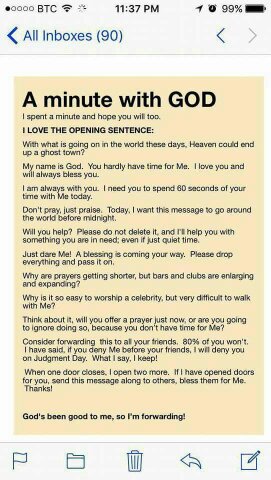 BTC 11:37 PM 99%
All Inboxes (90)
A minute with GOD
I spent a minute and hope you will too.
I LOVE THE OPENING SENTENCE:
With what is going on in the world these days, Heaven could end
up a ghost town?
My name is God. You hardly have time for Me. I love you and
will always bless you.
I am always with you. I need you to spend 60 seconds of your
time with Me today.
Don't pray, just praise. Today, I want this message to go around
the world before midnight.
Will you help? Please do not delete it, and I'll help you with
something you are in need; even if just quiet time.
Just dare Me! A blessing is coming your way. Please drop
everything and pass it on.
Why are prayers getting shorter, but bars and clubs are enlarging
and expanding?
Why is it so easy to worship a celebrity, but very difficult to walk
with Me?
Think about it, will you offer a prayer just now, or are you going
to ignore doing so, because you don't have time for Me?
Consider forwarding this to all your friends. 80% of you won't.
I have said, if you deny Me before your friends, I will deny you
on Judgment Day. What I say, I keep!
When one door closes, I open two more. If I have opened doors
for you, send this message along to others, bless them for Me.
Thanks!
God's been good to me, so I'm forwarding!